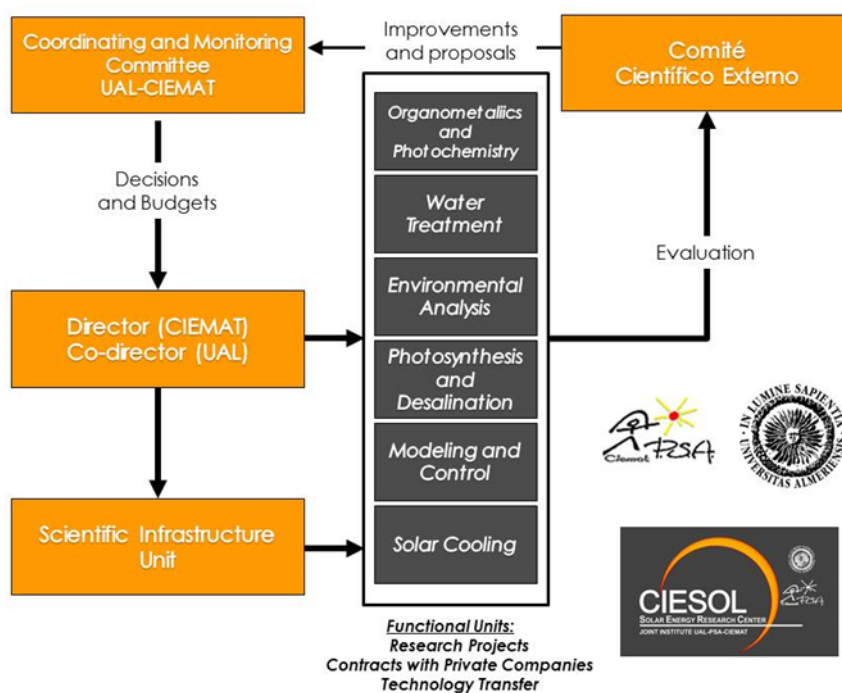 Coordinating and Monitoring
Committee
UAL-CIEMAT
Improvements
and proposals
Comité
Científico Externo
Decisions
and Budgets
Organometaliics
and
Photochemistry
Water
Treatment
Environmental
Analysis
Photosynthesis
and
Desalination
Modeling and
Control
Solar Cooling
Evaluation
Director (CIEMAT)
Co-director (UAL)
Scientific Infrastructure
Unit
Functional Units:
Research Projects
Contracts with Private Companies
Technology Transfer
Ciemat PSA
IN LUMINE SAPIENTIA
UNIVERSITAS ALMERIENSIS
CIESOL
SOLAR ENERGY RESEARCH CENTER
JOINT INSTITUTE UAL-PSA-CIEMAT